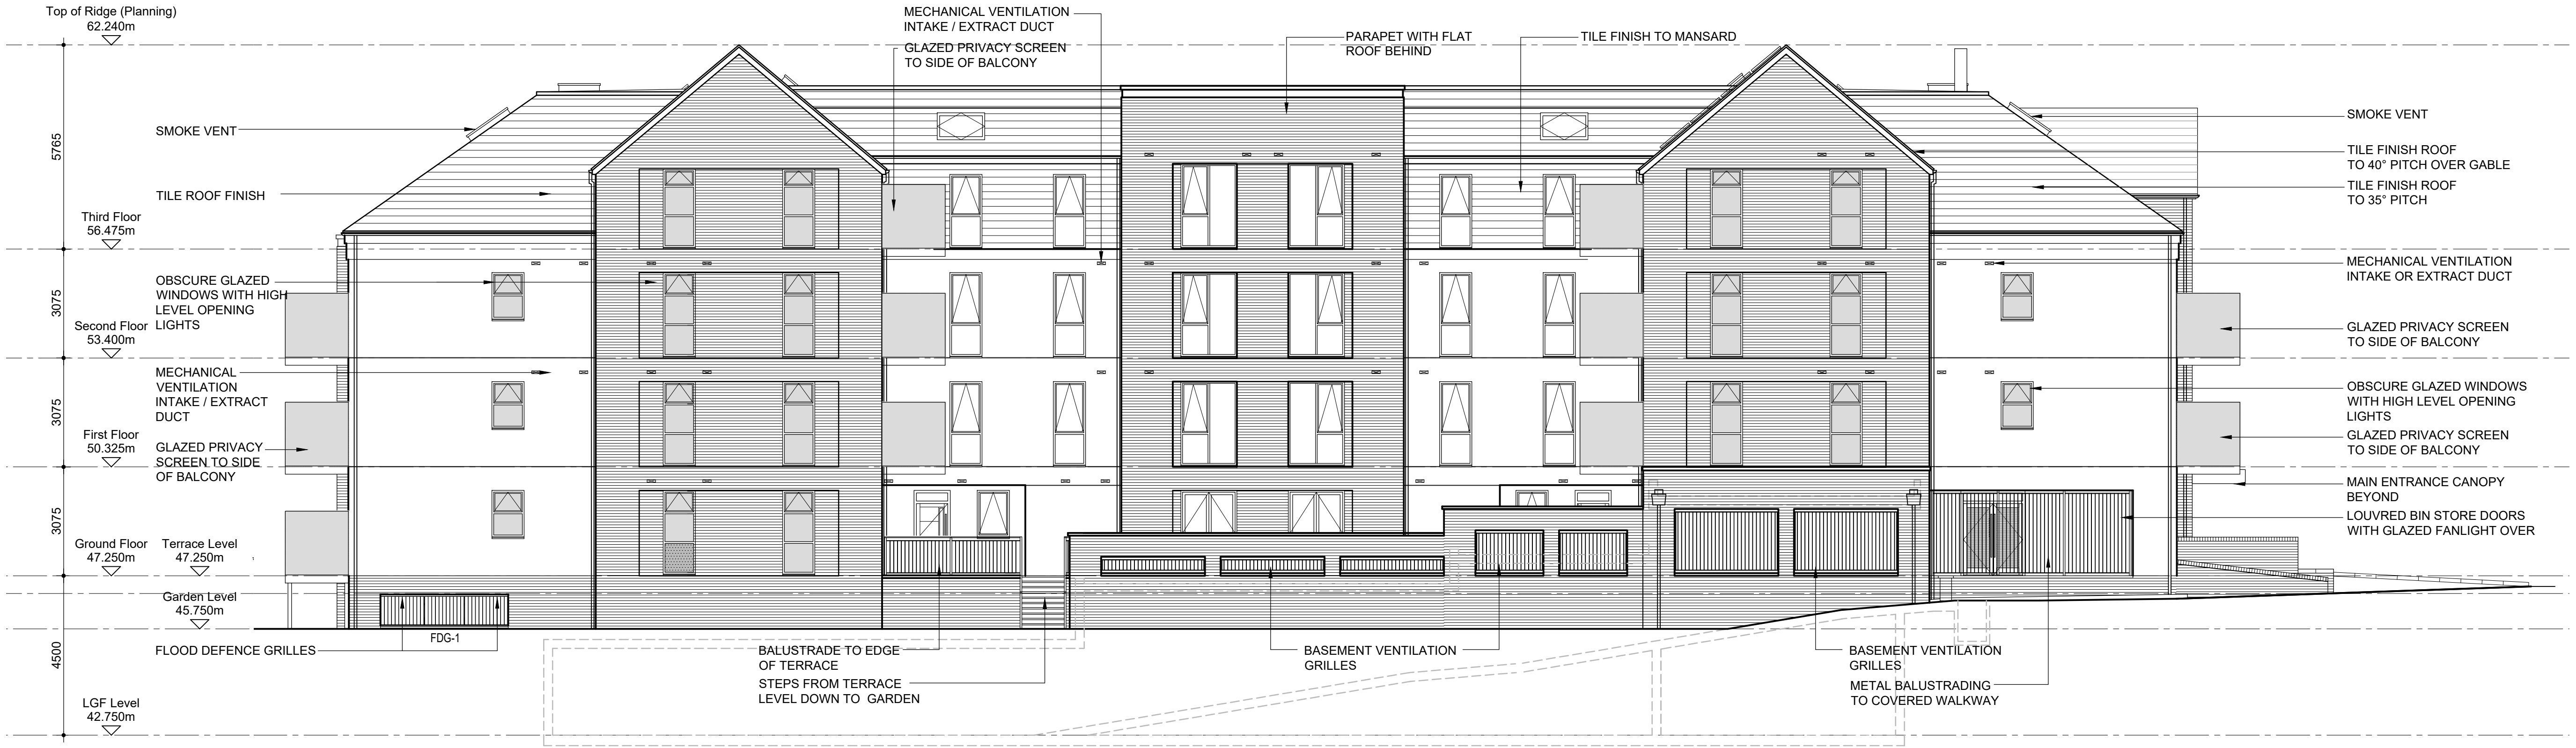 Top of Ridge (Planning)
62.240m
5765
Third Floor
56.475m
3075
Second Floor
53.400m
3075
First Floor
50.325m
3075
Ground Floor
47.250m
Terrace Level
47.250m
Garden Level
45.750m
4500
LGF Level
42.750m
SMOKE VENT
TILE ROOF FINISH
OBSCURE GLAZED
WINDOWS WITH HIGH
LEVEL OPENING
LIGHTS
MECHANICAL
VENTILATION
INTAKE / EXTRACT
DUCT
GLAZED PRIVACY
SCREEN TO SIDE
OF BALCONY
FDG-1
FLOOD DEFENCE GRILLES
MECHANICAL VENTILATION
INTAKE / EXTRACT DUCT
GLAZED PRIVACY SCREEN
TO SIDE OF BALCONY
PARAPET WITH FLAT
ROOF BEHIND
TILE FINISH TO MANSARD
BALUSTRADE TO EDGE
OF TERRACE
STEPS FROM TERRACE
LEVEL DOWN TO GARDEN
BASEMENT VENTILATION
GRILLES
BASEMENT VENTILATION
GRILLES
METAL BALUSTRADING
TO COVERED WALKWAY
SMOKE VENT
TILE FINISH ROOF
TO 40° PITCH OVER GABLE
TILE FINISH ROOF
TO 35° PITCH
MECHANICAL VENTILATION
INTAKE OR EXTRACT DUCT
GLAZED PRIVACY SCREEN
TO SIDE OF BALCONY
OBSCURE GLAZED WINDOWS
WITH HIGH LEVEL OPENING
LIGHTS
GLAZED PRIVACY SCREEN
TO SIDE OF BALCONY
MAIN ENTRANCE CANOPY
BEYOND
LOUVRED BIN STORE DOORS
WITH GLAZED FANLIGHT OVER